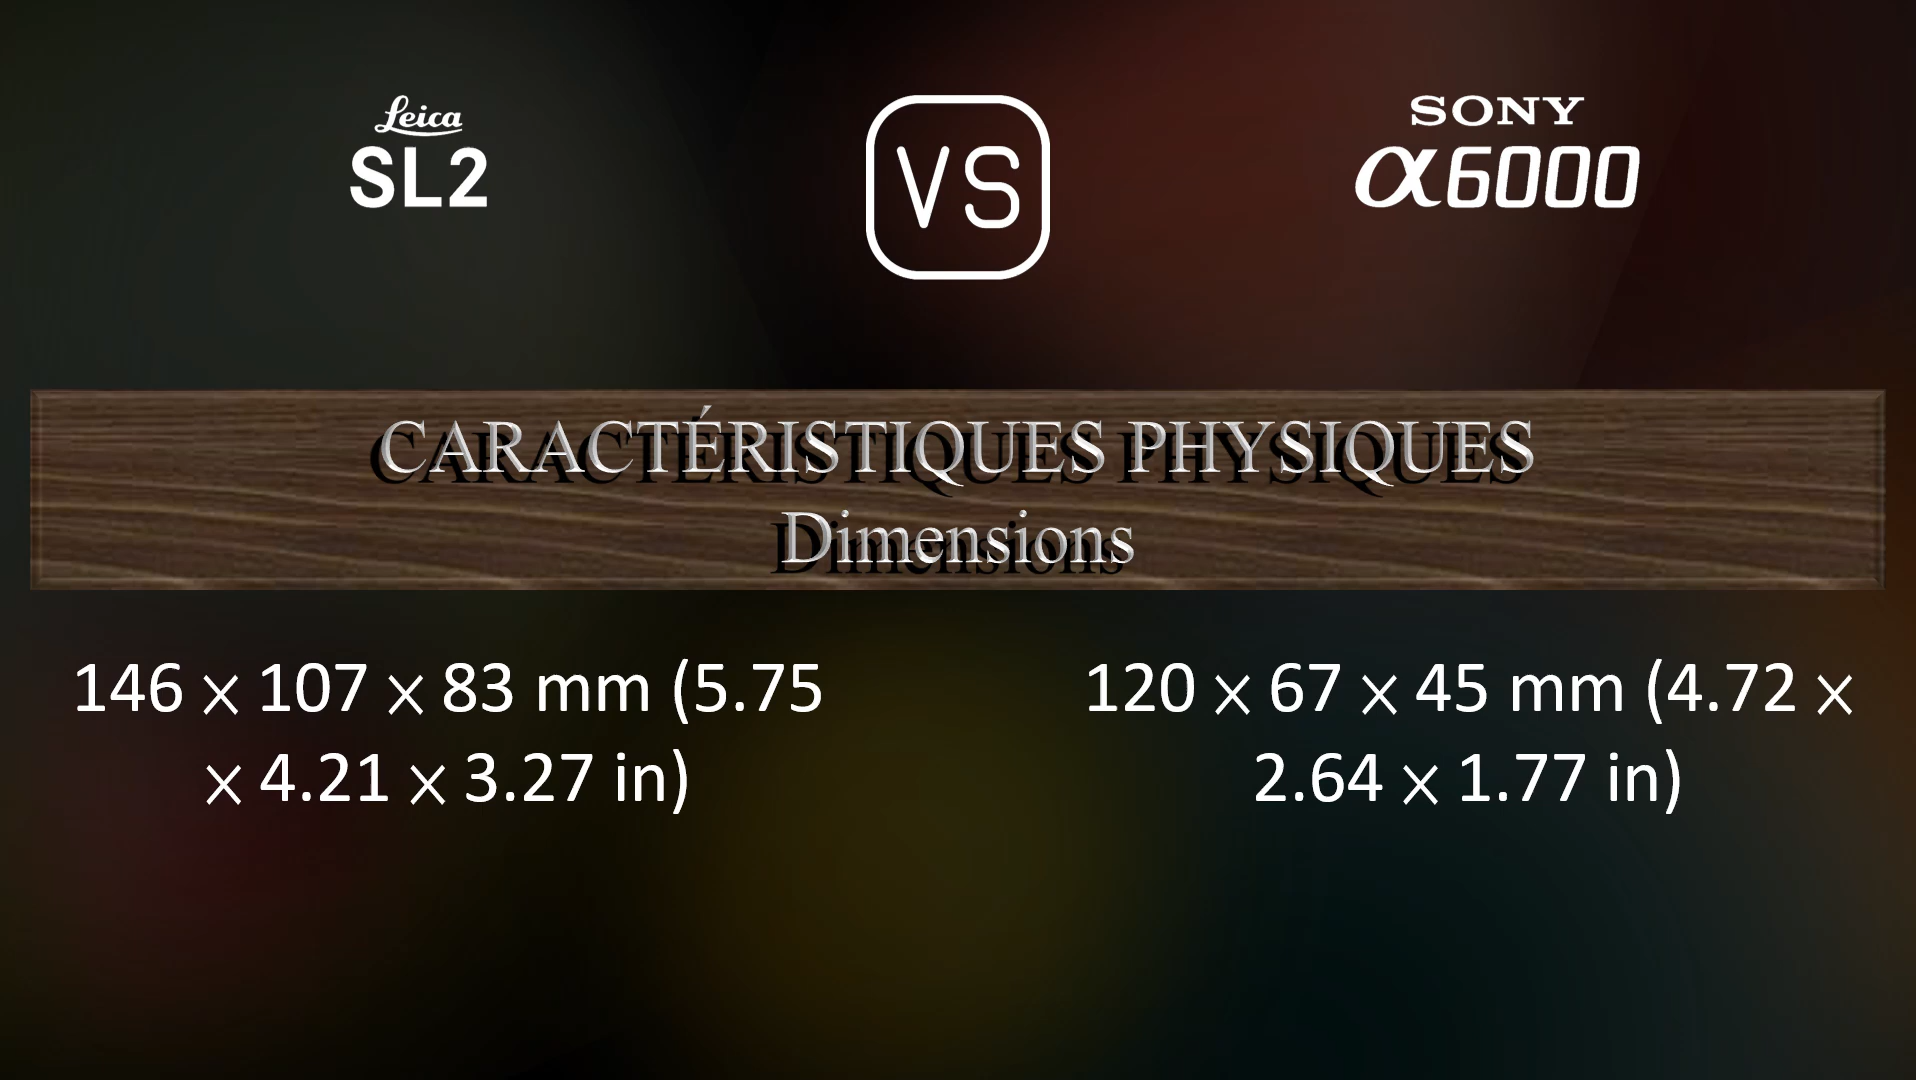 Leica
SL2
VS
SONY
α6000
CARACTÉRISTIQUES PHYSIQUES
Dimensions
146 x 107 x 83 mm (5.75
x 4.21 x 3.27 in)
120 x 67 x 45 mm (4.72 x
2.64 x 1.77 in)